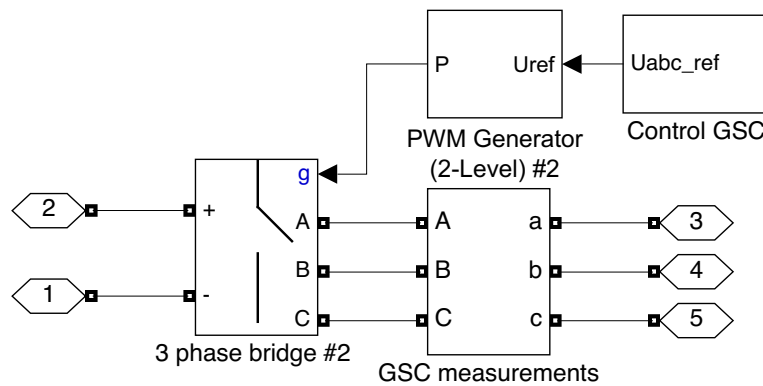 P
Uref
Uabc_ref
PWM Generator
(2-Level) #2
Control GSC
g
2
+
A
A
a
3
B
B
b
4
1
-
C
C
c
5
3 phase bridge #2
GSC measurements